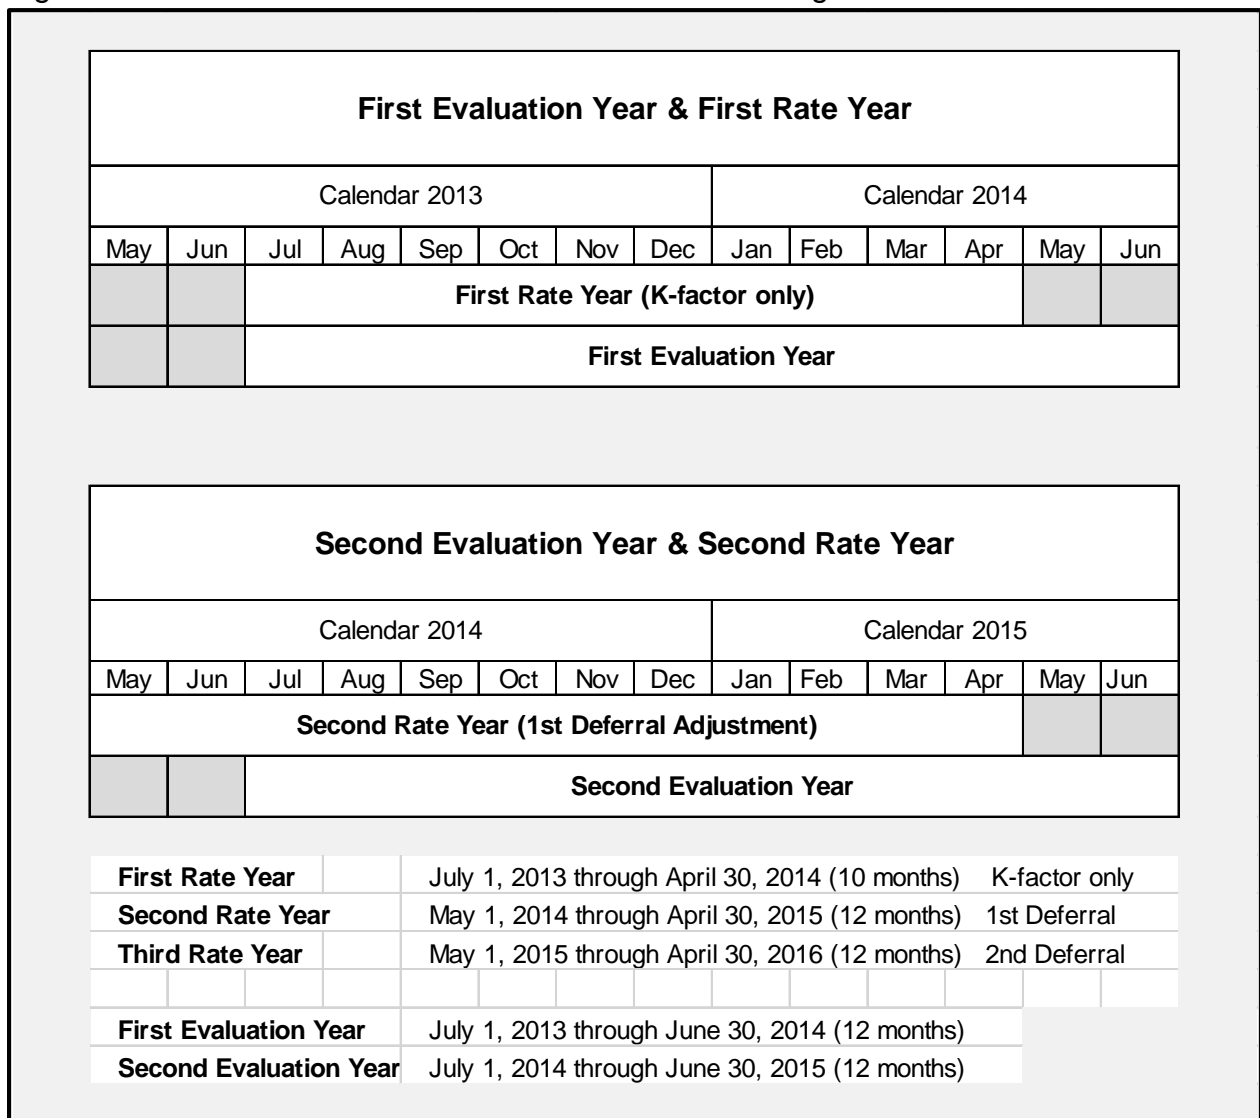 First Evaluation Year & First Rate Year
Calendar 2013 Calendar 2014
May Jun Jul Aug Sep Oct Nov Dec Jan Feb Mar Apr May Jun
First Rate Year (K-factor only)
First Evaluation Year
Second Evaluation Year & Second Rate Year
Calendar 2014 Calendar 2015
May Jun Jul Aug Sep Oct Nov Dec Jan Feb Mar Apr May Jun
Second Rate Year (1st Deferral Adjustment)
Second Evaluation Year
First Rate Year July 1, 2013 through April 30, 2014 (10 months) K-factor only
Second Rate Year May 1, 2014 through April 30, 2015 (12 months) 1st Deferral
Third Rate Year May 1, 2015 through April 30, 2016 (12 months) 2nd Deferral
First Evaluation Year July 1, 2013 through June 30, 2014 (12 months)
Second Evaluation Year July 1, 2014 through June 30, 2015 (12 months)